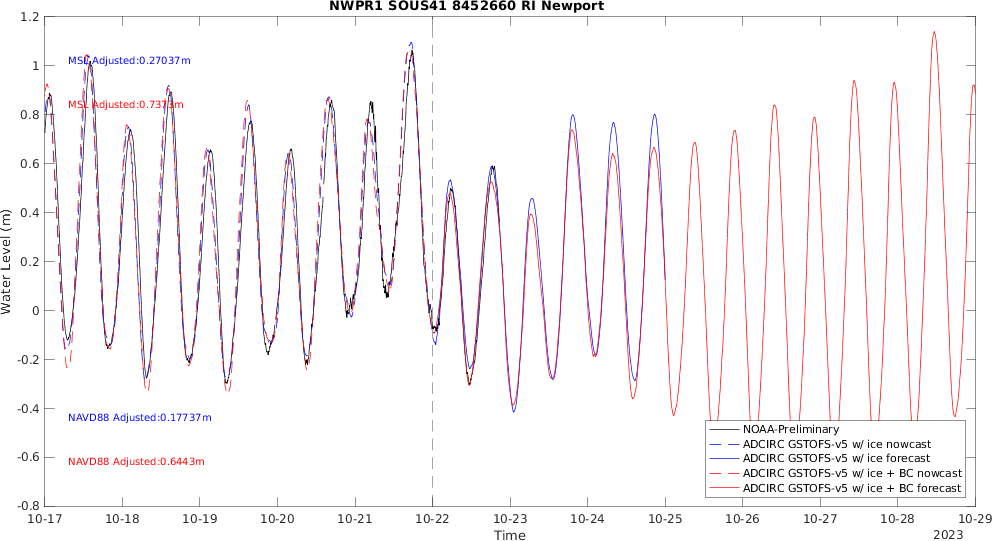 NWPR1 SOUS41 8452660 RI Newport
1.2
1
0.8
0.6
0.4
0.2
0
-0.2
-0.4
-0.6
-0.8
Water Level (m)
MSL Adjusted:0.27037m
MSL Adjusted:0.7373m
NAVD88 Adjusted:0.17737m
NAVD88 Adjusted:0.6443m
NOAA-Preliminary
ADCIRC GSTOFS-v5 w/ ice nowcast
ADCIRC GSTOFS-v5 w/ ice forecast
ADCIRC GSTOFS-v5 w/ ice + BC nowcast
ADCIRC GSTOFS-v5 w/ ice + BC forecast
10-17 10-18 10-19 10-20 10-21 10-22 10-23 10-24 10-25 10-26 10-27 10-28 10-29
Time
2023